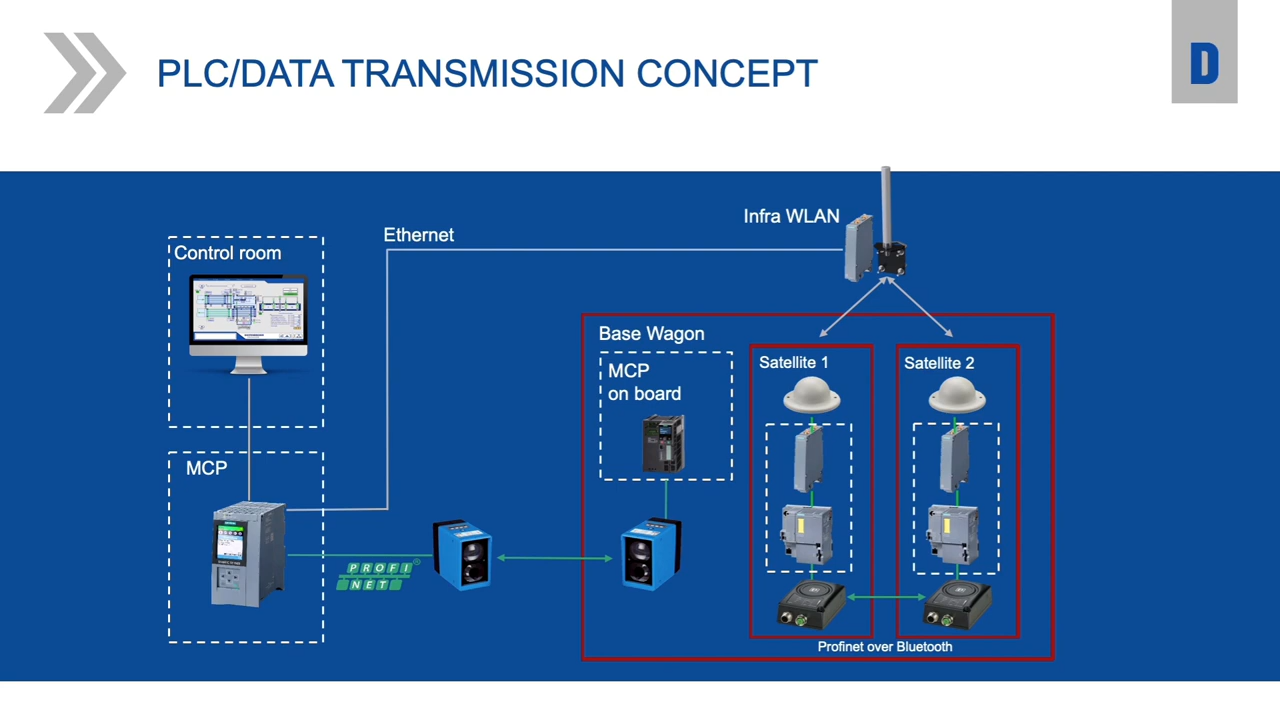 PLC/DATA TRANSMISSION CONCEPT
D
Infra WLAN
Ethernet
Control room
Base Wagon
MCP
on board
Satellite 1
Satellite 2
MCP
SIEMENS
PROFI
NET
®
Profinet over Bluetooth